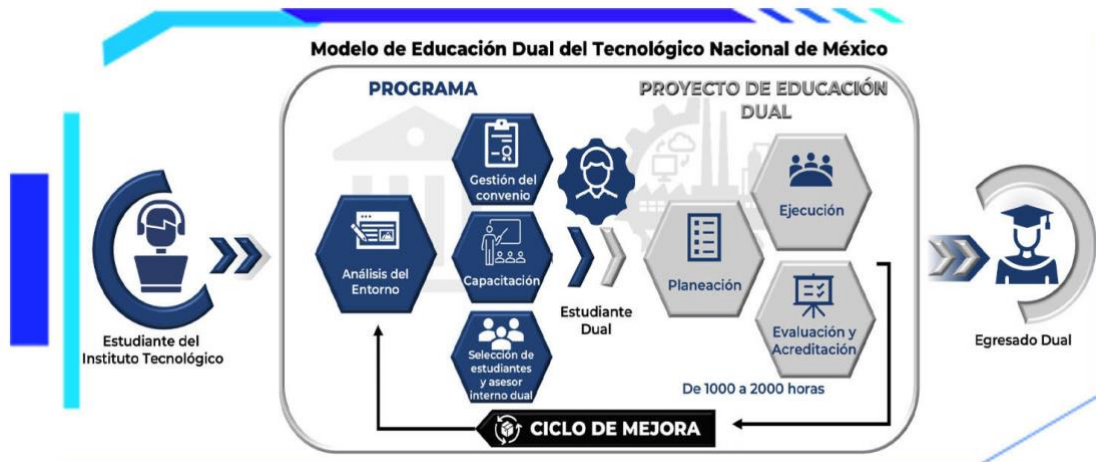 Modelo de Educación Dual del Tecnológico Nacional de México
PROGRAMA
PROYECTO DE EDUCACIÓN
DUAL
Gestión del
convenio
Ejecución
Análisis del
Entorno
Capacitación
Planeación
Estudiante
Dual
Estudiante del
Instituto Tecnológico
Selección de
estudiantes
y asesor
interno dual
Evaluación y
Acreditación
Egresado Dual
De 1000 a 2000 horas
CICLO DE MEJORA